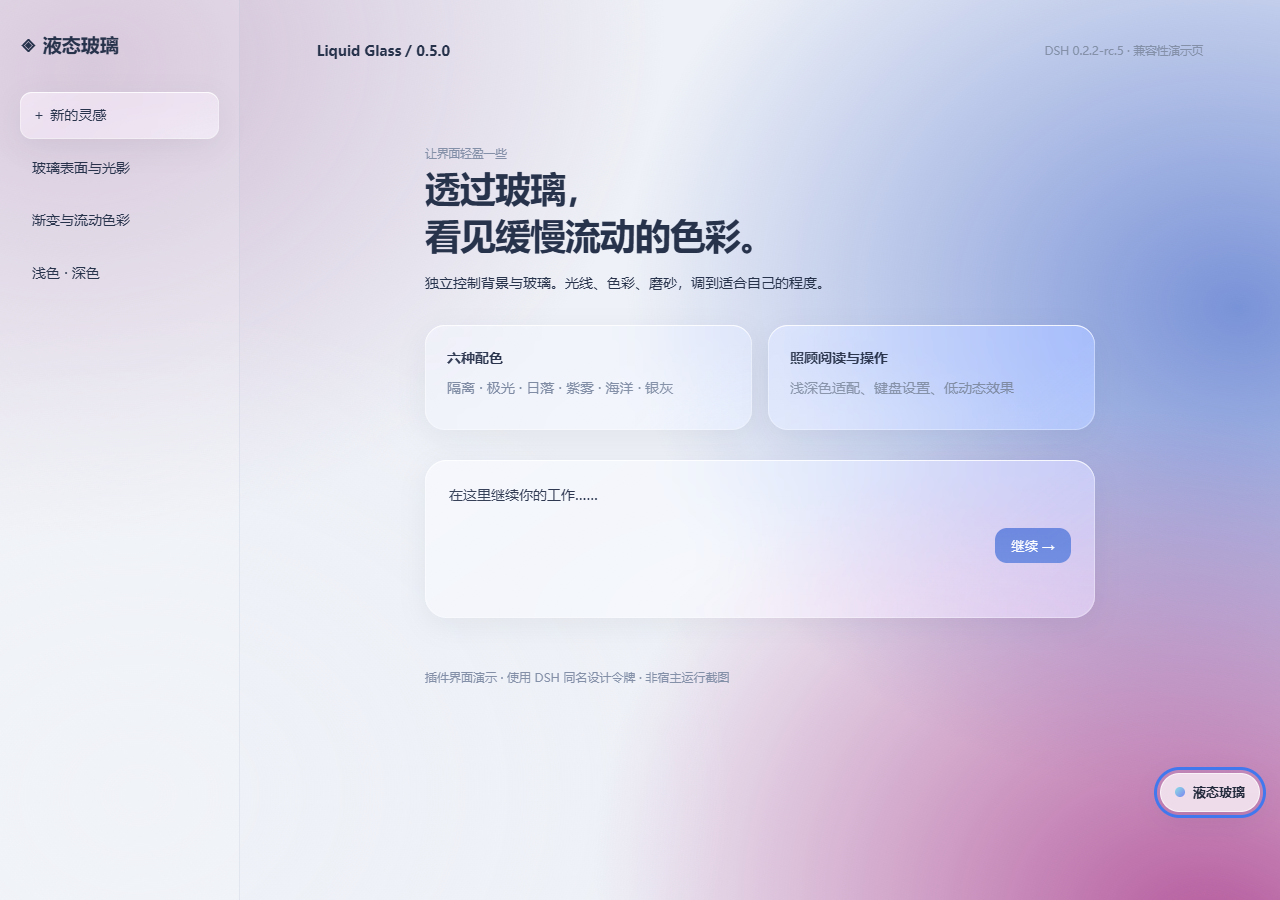 ◈ 液态玻璃
+ 新的灵感
玻璃表面与光影
渐变与流动色彩
浅色 · 深色
Liquid Glass / 0.5.0
DSH 0.2.2-rc.5 · 兼容性演示页
让界面轻盈一些
透过玻璃，
看见缓慢流动的色彩。
独立控制背景与玻璃。光线、色彩、磨砂，调到适合自己的程度。
六种配色
隔离 · 极光 · 日落 · 紫雾 · 海洋 · 银灰
照顾阅读与操作
浅深色适配、键盘设置、低动态效果
在这里继续你的工作……
继续 →
插件界面演示 · 使用 DSH 同名设计令牌 · 非宿主运行截图
液态玻璃